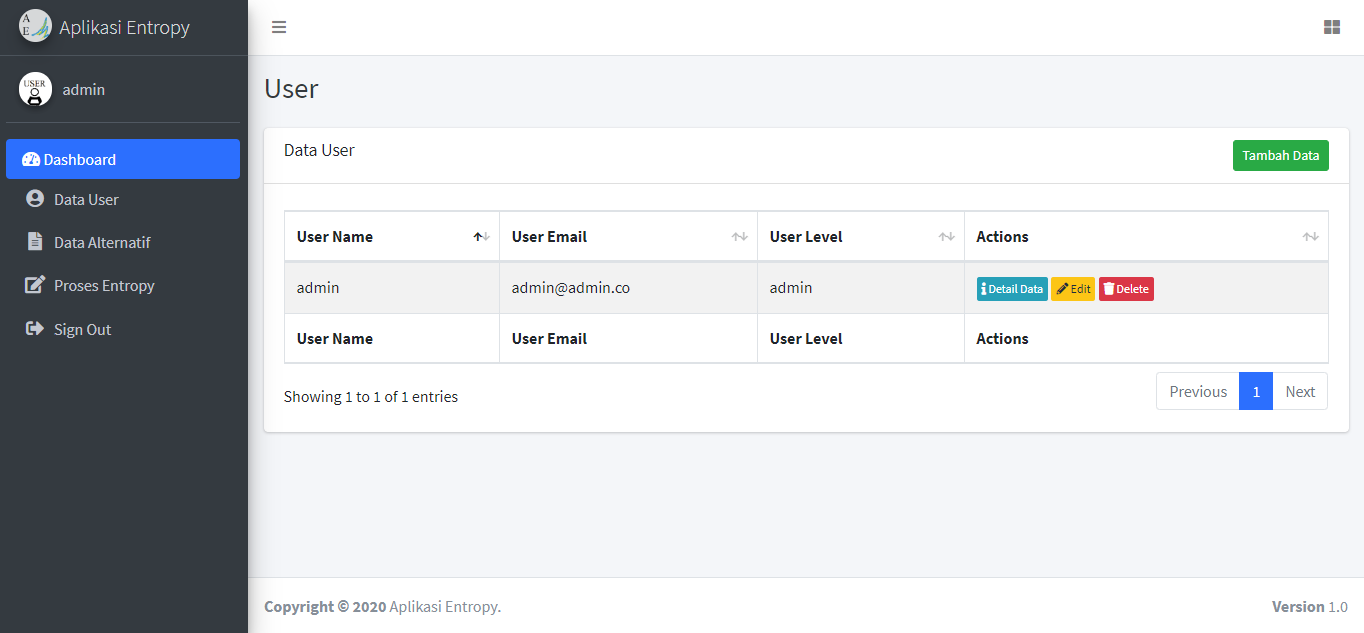 A
E
Aplikasi Entropy
USER
admin
Dashboard
Data User
Data Alternatif
Proses Entropy
Sign Out
User
Data User
Tambah Data
User Name User Email User Level Actions
admin admin@admin.co admin Detail Data Edit Delete
User Name User Email User Level Actions
Showing 1 to 1 of 1 entries
Previous 1 Next
Copyright © 2020 Aplikasi Entropy.
Version 1.0